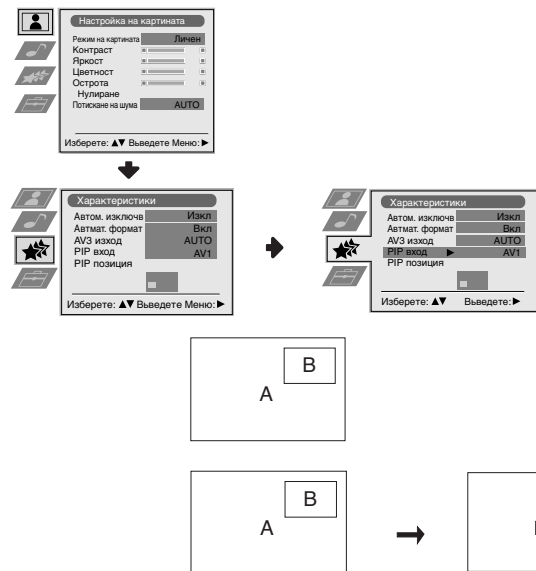 Настройка на картината
Режим на картината Личен
Контраст
Яркост
Цветност
Острота
Нулиране
Потискане на шума AUTO
Изберете: ▲▼ Въведете Меню: ▶
Характеристики
Автом. изключв Изкл
Автмат. формат Вкл
AV3 изход AUTO
PIP вход AV1
PIP позиция
Изберете: ▲▼ Въведете Меню: ▶
Характеристики
Автом. изключв Изкл
Автмат. формат Вкл
AV3 изход AUTO
PIP вход ▶ AV1
PIP позиция
Изберете: ▲▼ Въведете: ▶
B
A
B
A